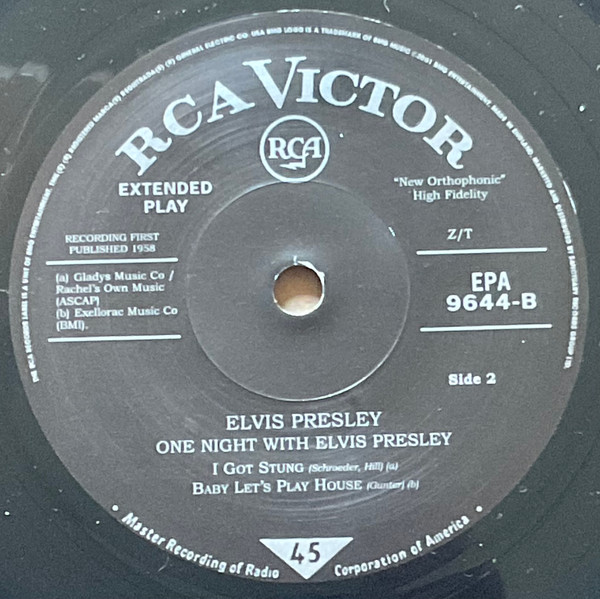 RCA VICTOR
RCA
EXTENDED
PLAY
"New Orthophonic"
High Fidelity
RECORDING FIRST
PUBLISHED 1958
Z/T
(a) Gladys Music Co /
Rachel's Own Music
(ASCAP)
(b) Exellorac Music Co
(BMI).
EPA
9644-B
Side 2
ELVIS PRESLEY
ONE NIGHT WITH ELVIS PRESLEY
I GOT STUNG (Schroeder, Hill) (a)
BABY LET'S PLAY HOUSE (Gunter) (b)
• Master Recording of Radio Corporation of America •
45